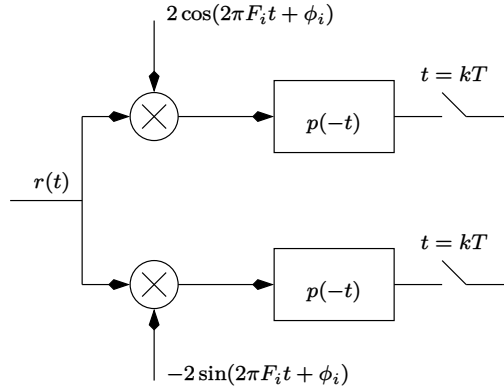 2 cos(2πF_i t + ϕ_i)
t = kT
p(−t)
r(t)
t = kT
p(−t)
−2 sin(2πF_i t + ϕ_i)